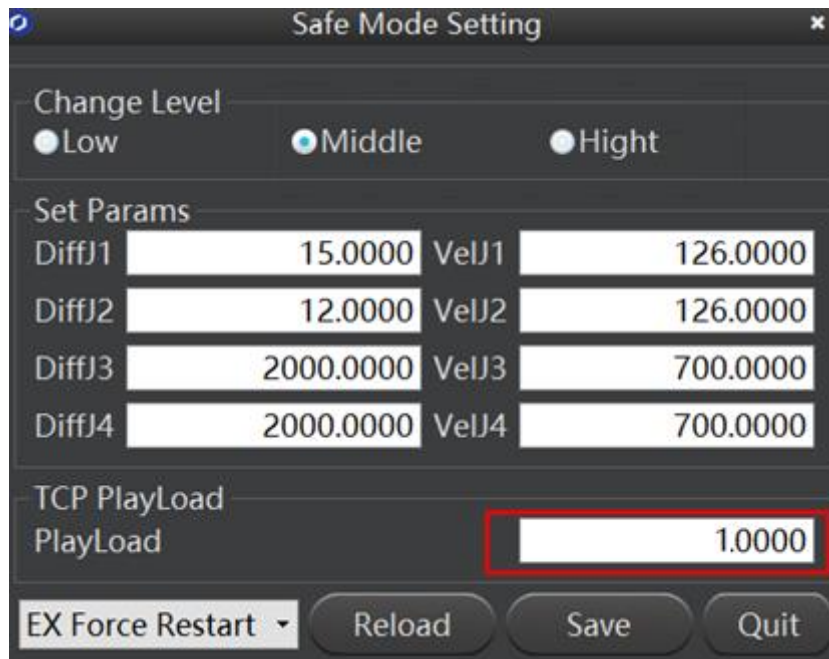 Safe Mode Setting
Change Level
Low Middle Hight
Set Params
DiffJ1 15.0000 VelJ1 126.0000
DiffJ2 12.0000 VelJ2 126.0000
DiffJ3 2000.0000 VelJ3 700.0000
DiffJ4 2000.0000 VelJ4 700.0000
TCP PlayLoad
PlayLoad 1.0000
EX Force Restart Reload Save Quit